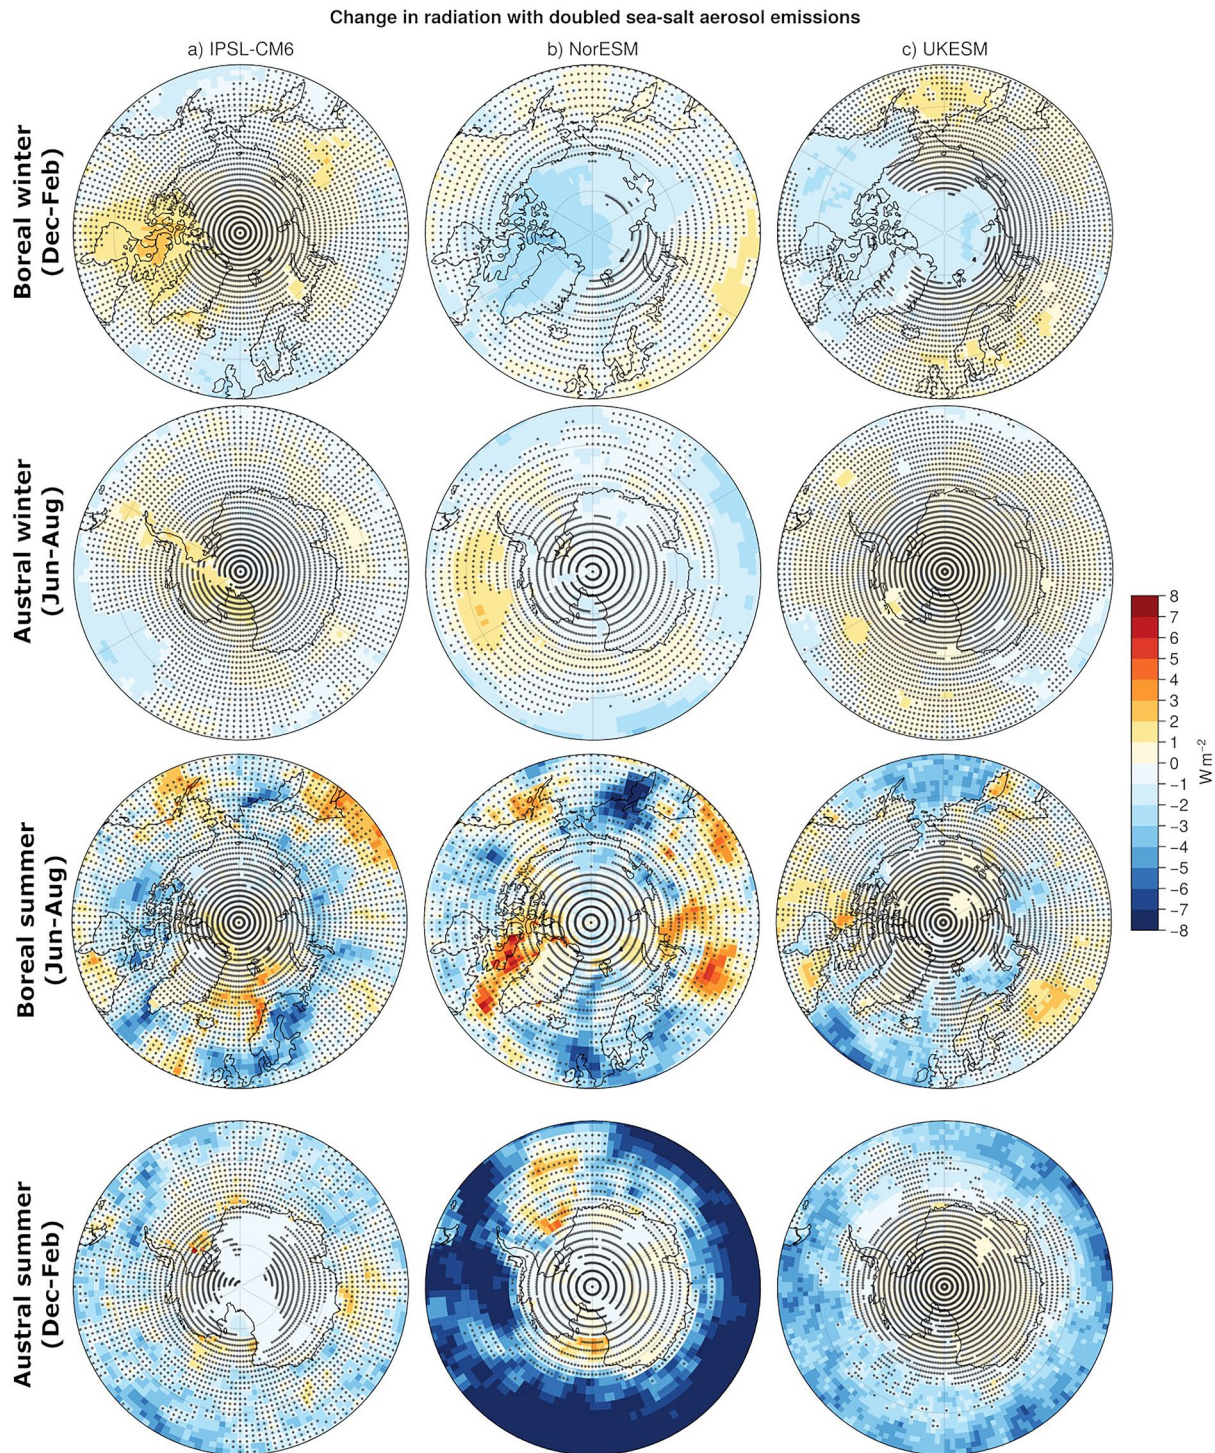 Change in radiation with doubled sea-salt aerosol emissions
a) IPSL-CM6
b) NorESM
c) UKESM
Boreal winter
(Dec-Feb)
Austral winter
(Jun-Aug)
8
7
6
5
4
3
2
1
0
−1
−2
−3
−4
−5
−6
−7
−8
W m⁻²
Boreal summer
(Jun-Aug)
Austral summer
(Dec-Feb)